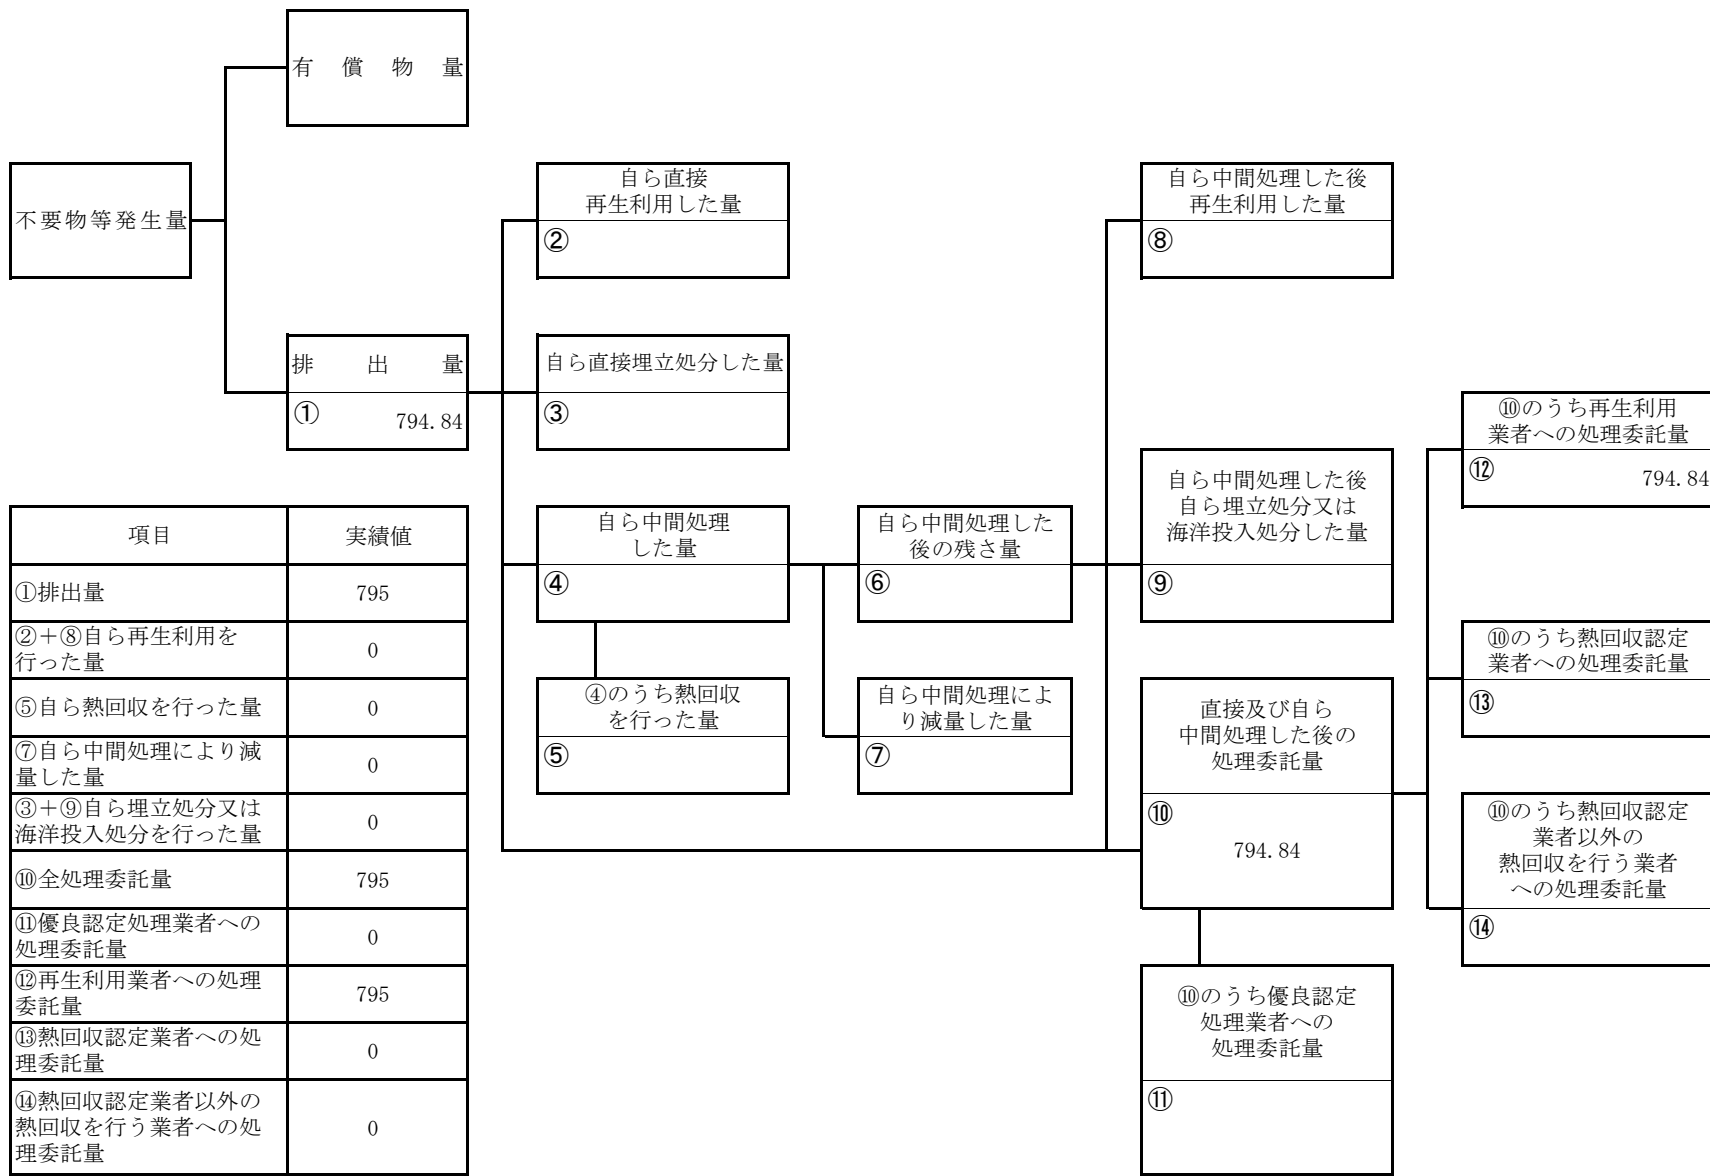 有償物量
不要物等発生量
排出量
① 794.84
自ら直接
再生利用した量
②
自ら直接埋立処分した量
③
自ら中間処理
した量
④
④のうち熱回収
を行った量
⑤
自ら中間処理した
後の残さ量
⑥
自ら中間処理によ
り減量した量
⑦
自ら中間処理した後
再生利用した量
⑧
自ら中間処理した後
自ら埋立処分又は
海洋投入処分した量
⑨
直接及び自ら
中間処理した後の
処理委託量
⑩
794.84
⑩のうち優良認定
処理業者への
処理委託量
⑪
⑩のうち再生利用
業者への処理委託量
⑫ 794.84
⑩のうち熱回収認定
業者への処理委託量
⑬
⑩のうち熱回収認定
業者以外の
熱回収を行う業者
への処理委託量
⑭
項目 実績値
①排出量 795
②+⑧自ら再生利用を
行った量 0
⑤自ら熱回収を行った量 0
⑦自ら中間処理により減
量した量 0
③+⑨自ら埋立処分又は
海洋投入処分を行った量 0
⑩全処理委託量 795
⑪優良認定処理業者への
処理委託量 0
⑫再生利用業者への処理
委託量 795
⑬熱回収認定業者への処
理委託量 0
⑭熱回収認定業者以外の
熱回収を行う業者への処
理委託量 0